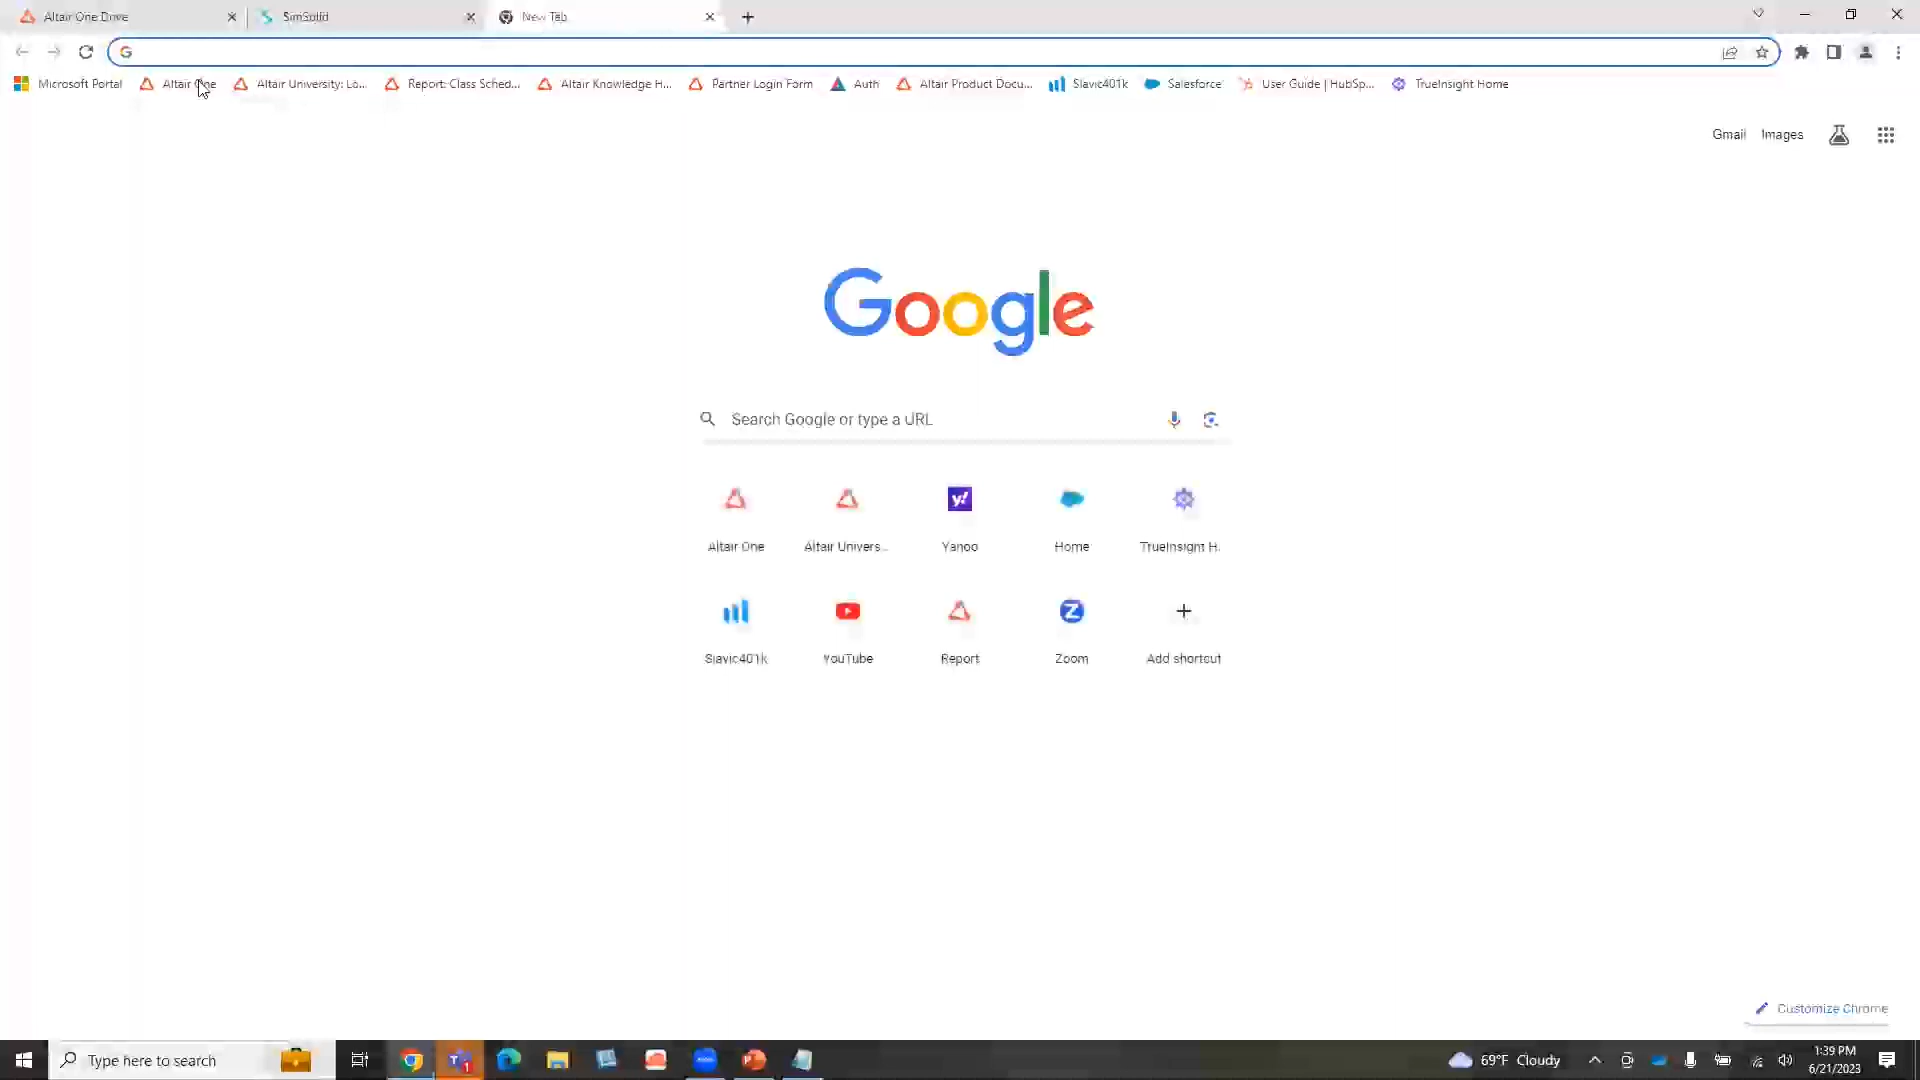 Altair One Drive
SimSolid
New Tab
Microsoft Portal
Altair One
Altair University: Lo...
Report: Class Sched...
Altair Knowledge H...
Partner Login Form
Auth
Altair Product Docu...
Slavic401k
Salesforce
User Guide | HubSp...
TrueInsight Home
Gmail
Images
Google
Search Google or type a URL
Altair One
Altair Univers...
Yahoo
Home
TrueInsight H.
Slavic401k
YouTube
Report
Zoom
Add shortcut
Customize Chrome
Type here to search
69°F Cloudy
1:39 PM
6/21/2023